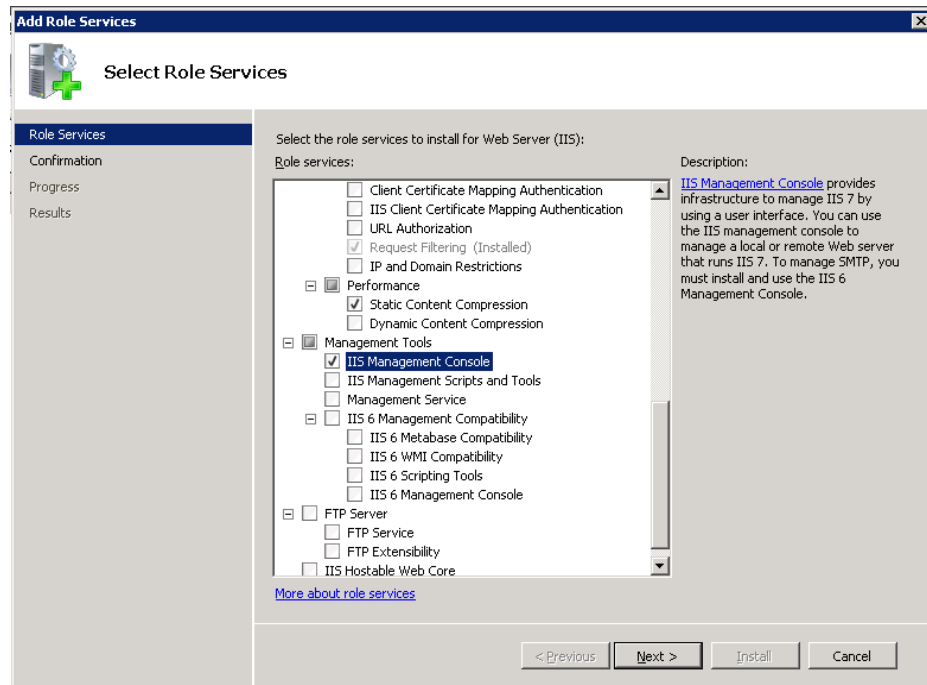 Add Role Services
Select Role Services
Role Services
Confirmation
Progress
Results
Select the role services to install for Web Server (IIS):
Role services:
Client Certificate Mapping Authentication
IIS Client Certificate Mapping Authentication
URL Authorization
Request Filtering (Installed)
IP and Domain Restrictions
Performance
Static Content Compression
Dynamic Content Compression
Management Tools
IIS Management Console
IIS Management Scripts and Tools
Management Service
IIS 6 Management Compatibility
IIS 6 Metabase Compatibility
IIS 6 WMI Compatibility
IIS 6 Scripting Tools
IIS 6 Management Console
FTP Server
FTP Service
FTP Extensibility
IIS Hostable Web Core
More about role services
Description:
IIS Management Console provides
infrastructure to manage IIS 7 by
using a user interface. You can use
the IIS management console to
manage a local or remote Web server
that runs IIS 7. To manage SMTP, you
must install and use the IIS 6
Management Console.
< Previous
Next >
Install
Cancel